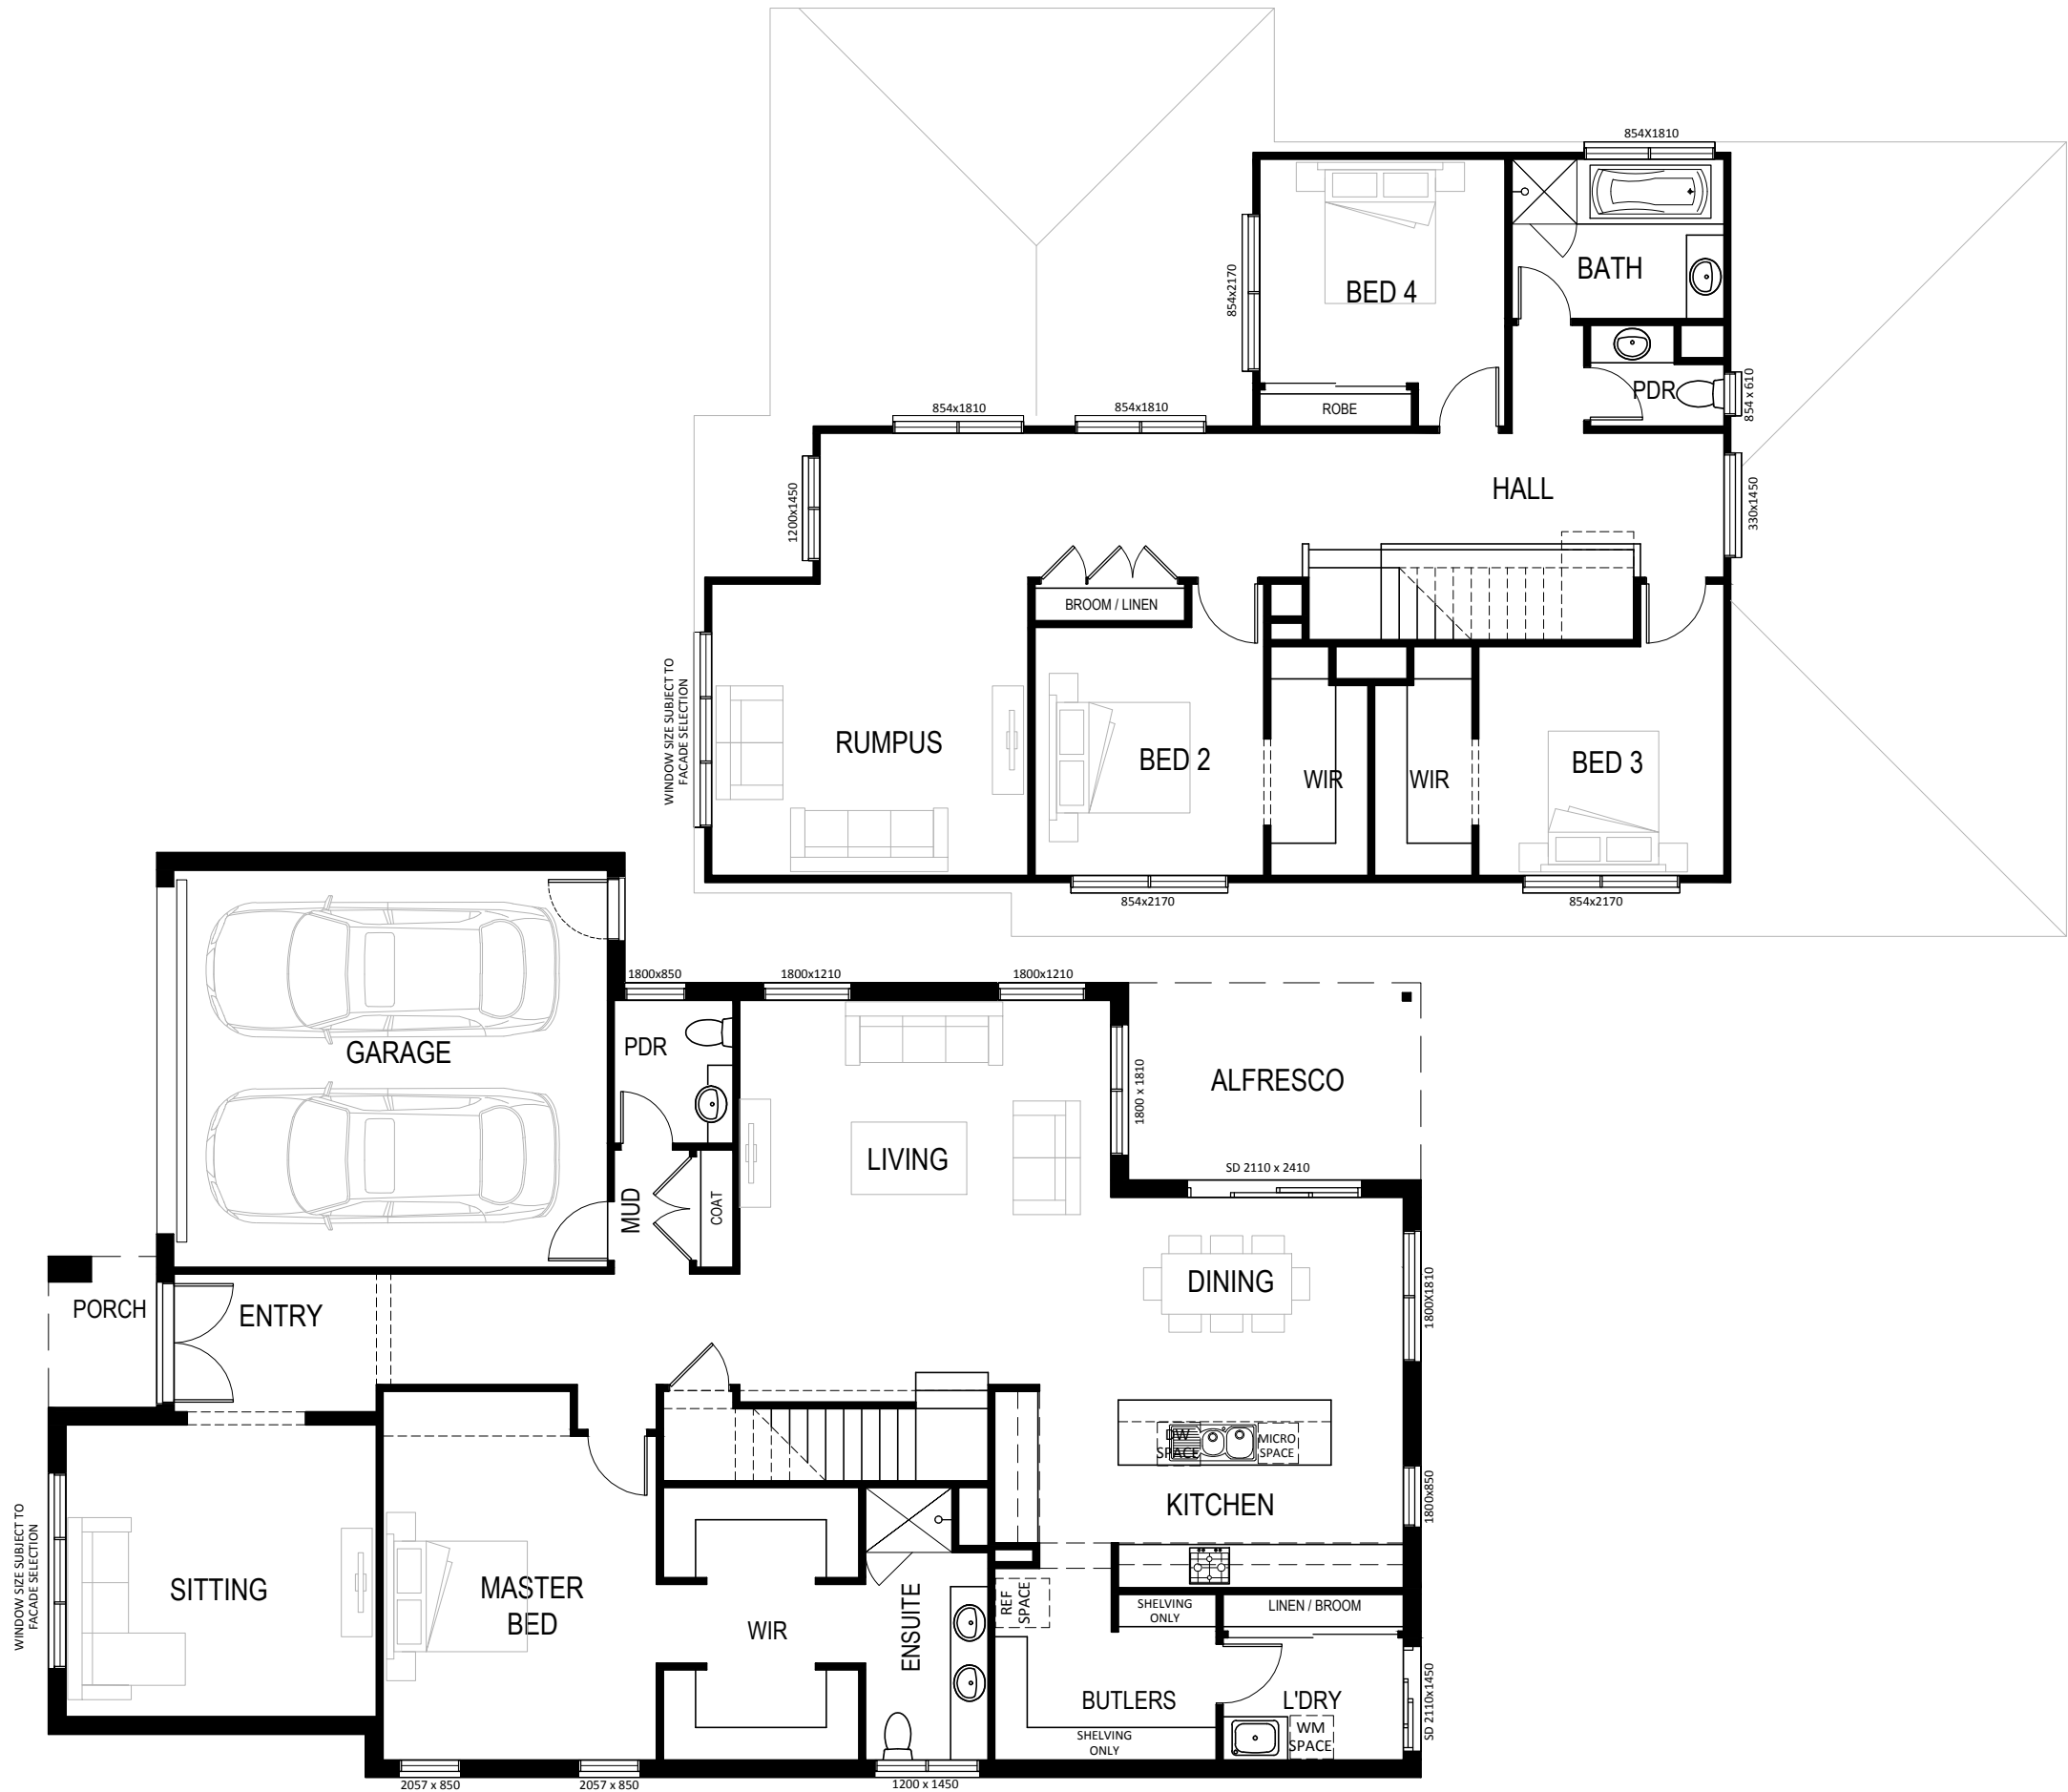 854X1810
BED 4
BATH
854x2170
PDR
854 x 610
ROBE
854x1810
854x1810
HALL
1200x1450
330x1450
BROOM / LINEN
WINDOW SIZE SUBJECT TO
FACADE SELECTION
RUMPUS
BED 2
WIR
WIR
BED 3
854x2170
854x2170
1800x850
1800x1210
1800x1210
GARAGE
PDR
ALFRESCO
1800 x 1810
LIVING
SD 2110 x 2410
MUD
COAT
PORCH
ENTRY
DINING
1800X1810
DW
SPACE
MICRO
SPACE
KITCHEN
1800x850
WINDOW SIZE SUBJECT TO
FACADE SELECTION
SITTING
MASTER
BED
WIR
ENSUITE
REF
SPACE
SHELVING
ONLY
LINEN / BROOM
BUTLERS
L'DRY
SD 2110x1450
SHELVING
ONLY
WM
SPACE
2057 x 850
2057 x 850
1200 x 1450